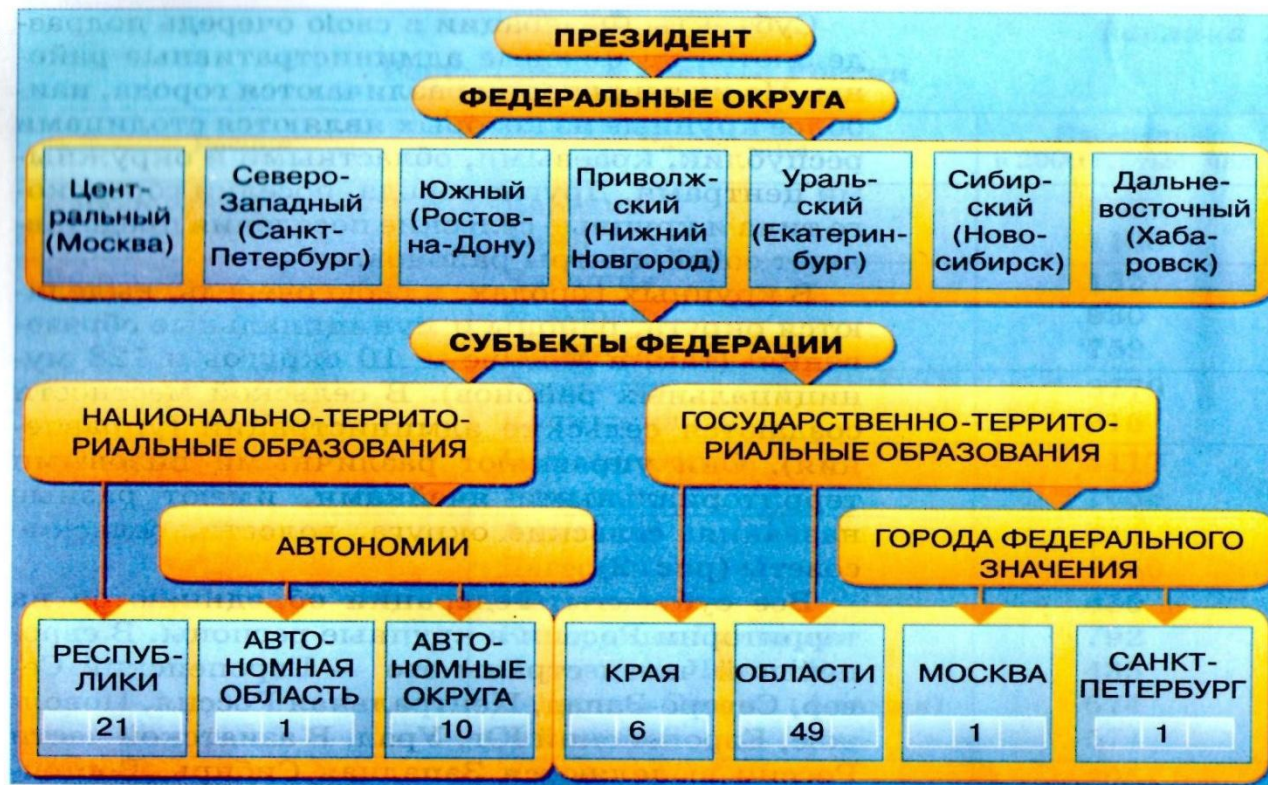 ПРЕЗИДЕНТ
ФЕДЕРАЛЬНЫЕ ОКРУГА
Цент-
ральный
(Москва)
Северо-
Западный
(Санкт-
Петербург)
Южный
(Ростов-
на-Дону)
Приволж-
ский
(Нижний
Новгород)
Ураль-
ский
(Екатерин-
бург)
Сибир-
ский
(Ново-
сибирск)
Дальне-
восточный
(Хаба-
ровск)
СУБЪЕКТЫ ФЕДЕРАЦИИ
НАЦИОНАЛЬНО-ТЕРРИТО-
РИАЛЬНЫЕ ОБРАЗОВАНИЯ
ГОСУДАРСТВЕННО-ТЕРРИТО-
РИАЛЬНЫЕ ОБРАЗОВАНИЯ
АВТОНОМИИ
ГОРОДА ФЕДЕРАЛЬНОГО
ЗНАЧЕНИЯ
РЕСПУБ-
ЛИКИ
21
АВТО-
НОМНАЯ
ОБЛАСТЬ
1
АВТО-
НОМНЫЕ
ОКРУГА
10
КРАЯ
6
ОБЛАСТИ
49
МОСКВА
1
САНКТ-
ПЕТЕРБУРГ
1